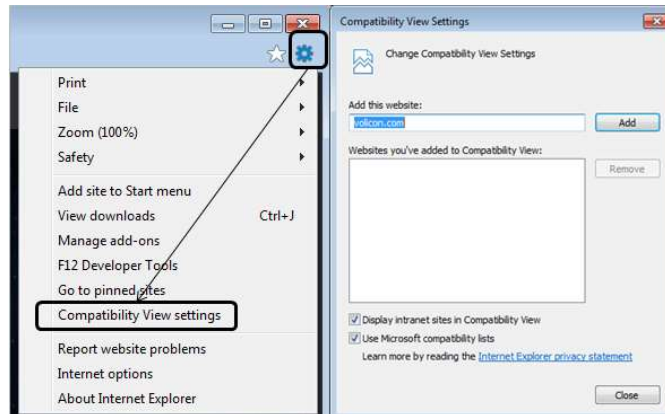 Print
File
Zoom (100%)
Safety
Add site to Start menu
View downloads Ctrl+J
Manage add-ons
F12 Developer Tools
Go to pinned sites
Compatibility View settings
Report website problems
Internet options
About Internet Explorer
Compatibility View Settings
Change Compatibility View Settings
Add this website:
volicon.com
Add
Websites you've added to Compatibility View:
Remove
Display intranet sites in Compatibility View
Use Microsoft compatibility lists
Learn more by reading the Internet Explorer privacy statement
Close